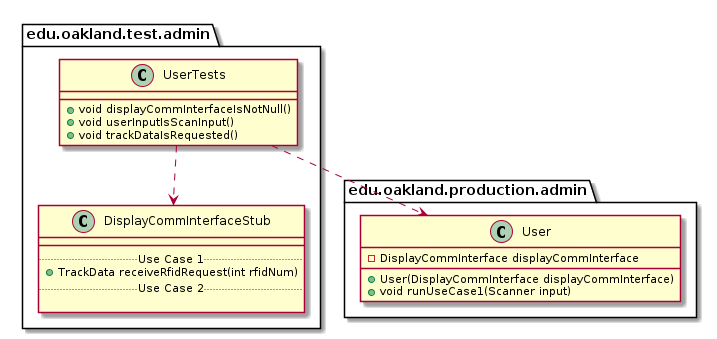 edu.oakland.test.admin
C UserTests
void displayCommInterfaceIsNotNull()
void userInputIsScanInput()
void trackDataIsRequested()
C DisplayCommInterfaceStub
Use Case 1
TrackData receiveRfidRequest(int rfidNum)
Use Case 2
edu.oakland.production.admin
C User
DisplayCommInterface displayCommInterface
User(DisplayCommInterface displayCommInterface)
void runUseCase1(Scanner input)